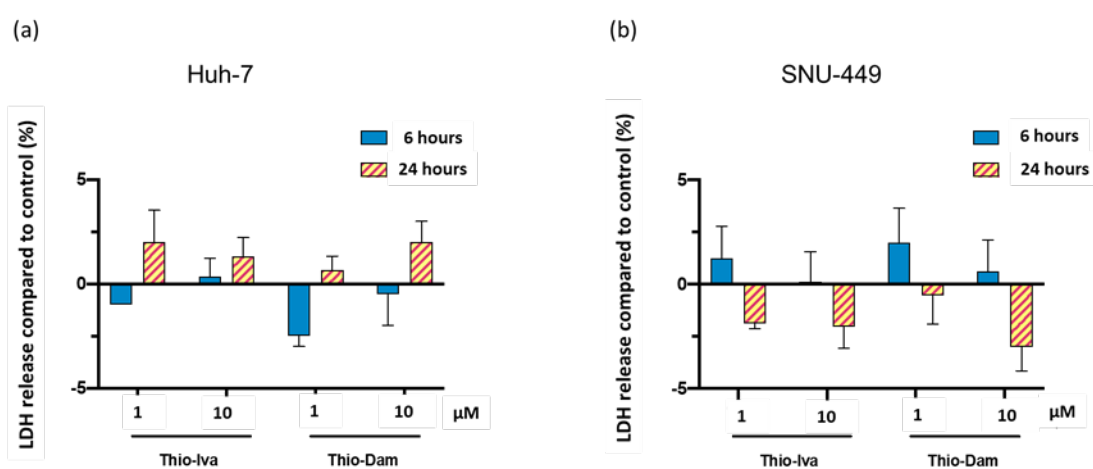 (a)
Huh-7
LDH release compared to control (%)
6 hours
24 hours
5
0
-5
1 10 1 10 μM
Thio-Iva Thio-Dam
(b)
SNU-449
LDH release compared to control (%)
6 hours
24 hours
5
0
-5
1 10 1 10 μM
Thio-Iva Thio-Dam